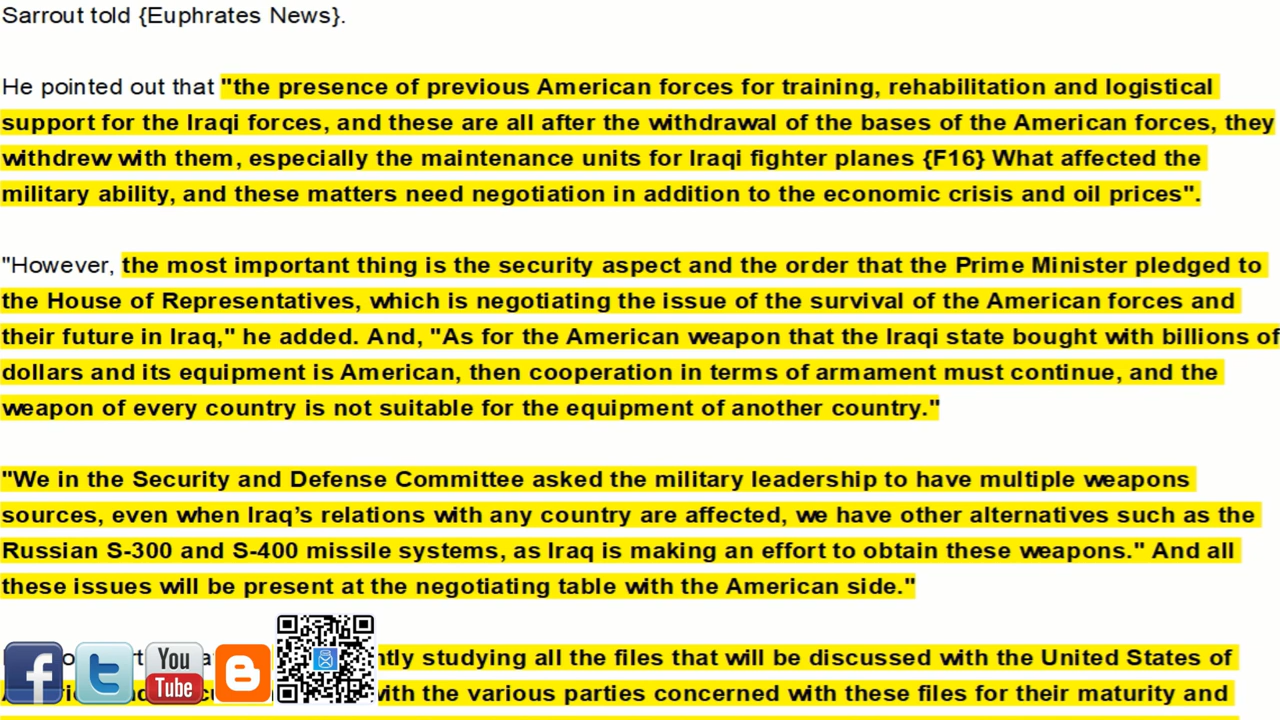 Sarrout told {Euphrates News}.
He pointed out that "the presence of previous American forces for training, rehabilitation and logistical
support for the Iraqi forces, and these are all after the withdrawal of the bases of the American forces, they
withdrew with them, especially the maintenance units for Iraqi fighter planes {F16} What affected the
military ability, and these matters need negotiation in addition to the economic crisis and oil prices".
"However, the most important thing is the security aspect and the order that the Prime Minister pledged to
the House of Representatives, which is negotiating the issue of the survival of the American forces and
their future in Iraq," he added. And, "As for the American weapon that the Iraqi state bought with billions of
dollars and its equipment is American, then cooperation in terms of armament must continue, and the
weapon of every country is not suitable for the equipment of another country."
"We in the Security and Defense Committee asked the military leadership to have multiple weapons
sources, even when Iraq's relations with any country are affected, we have other alternatives such as the
Russian S-300 and S-400 missile systems, as Iraq is making an effort to obtain these weapons." And all
these issues will be present at the negotiating table with the American side."
studying all the files that will be discussed with the United States of
with the various parties concerned with these files for their maturity and
You
Tube